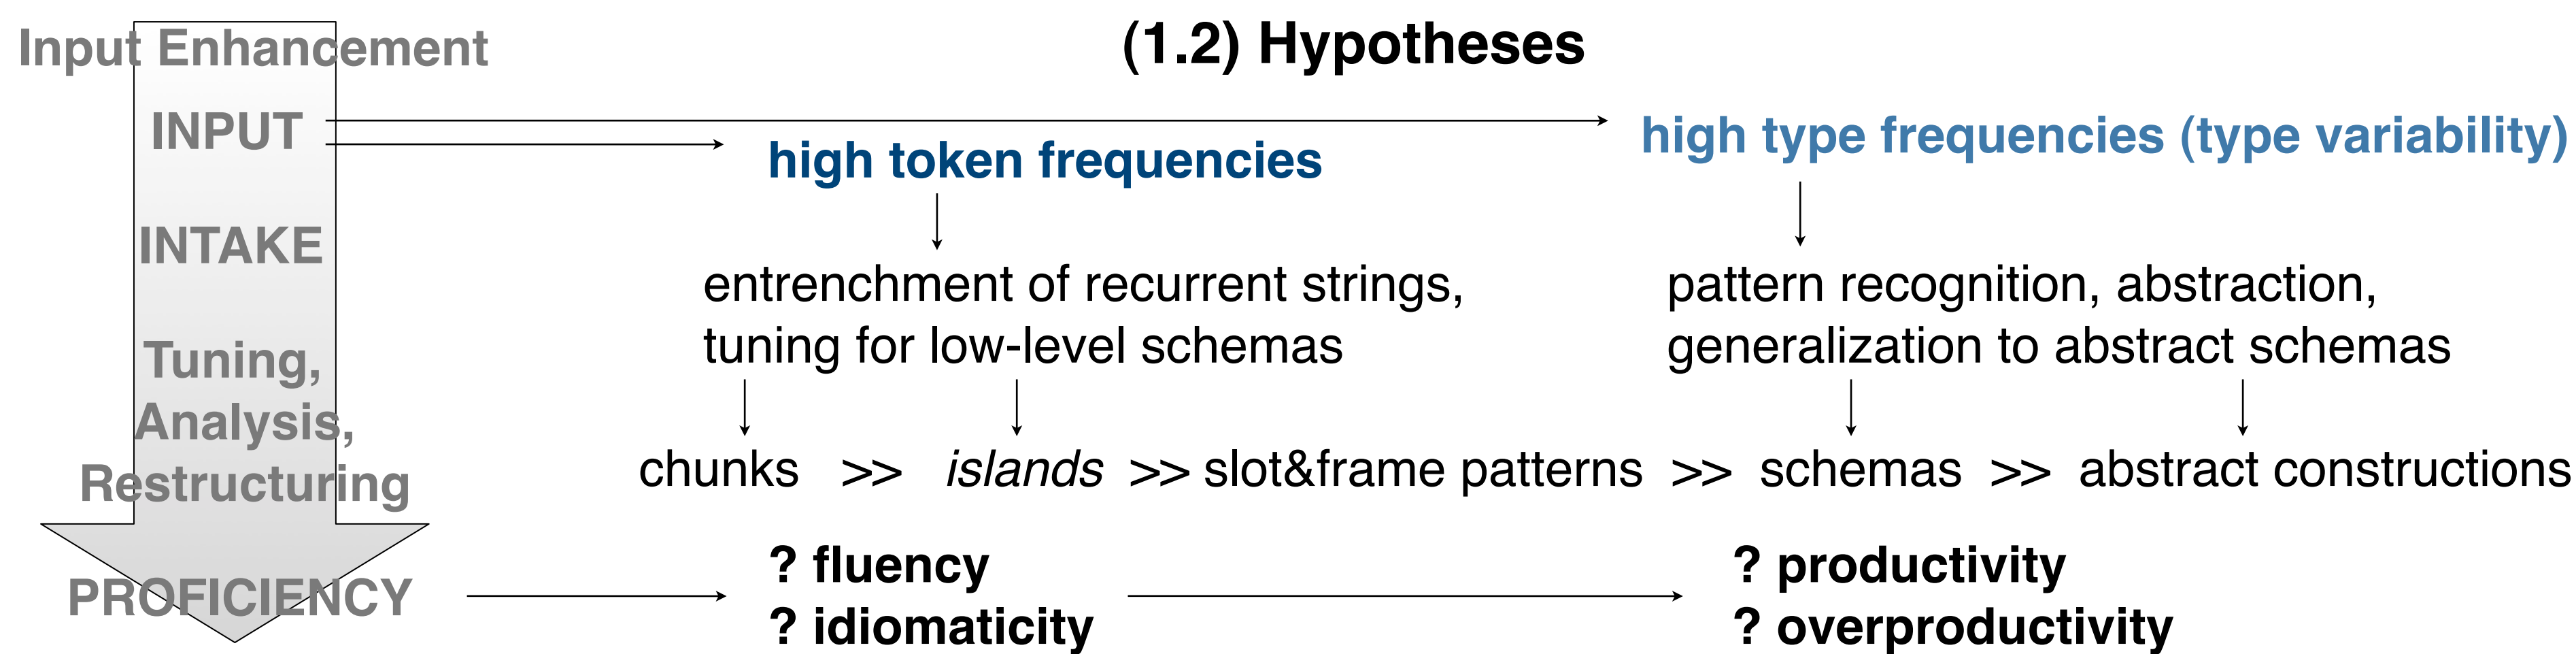 (1.2) Hypotheses
Input Enhancement
INPUT
INTAKE
Tuning,
Analysis,
Restructuring
PROFICIENCY
high token frequencies
high type frequencies (type variability)
entrenchment of recurrent strings,
tuning for low-level schemas
pattern recognition, abstraction,
generalization to abstract schemas
chunks >> islands >> slot&frame patterns >> schemas >> abstract constructions
? fluency
? idiomaticity
? productivity
? overproductivity